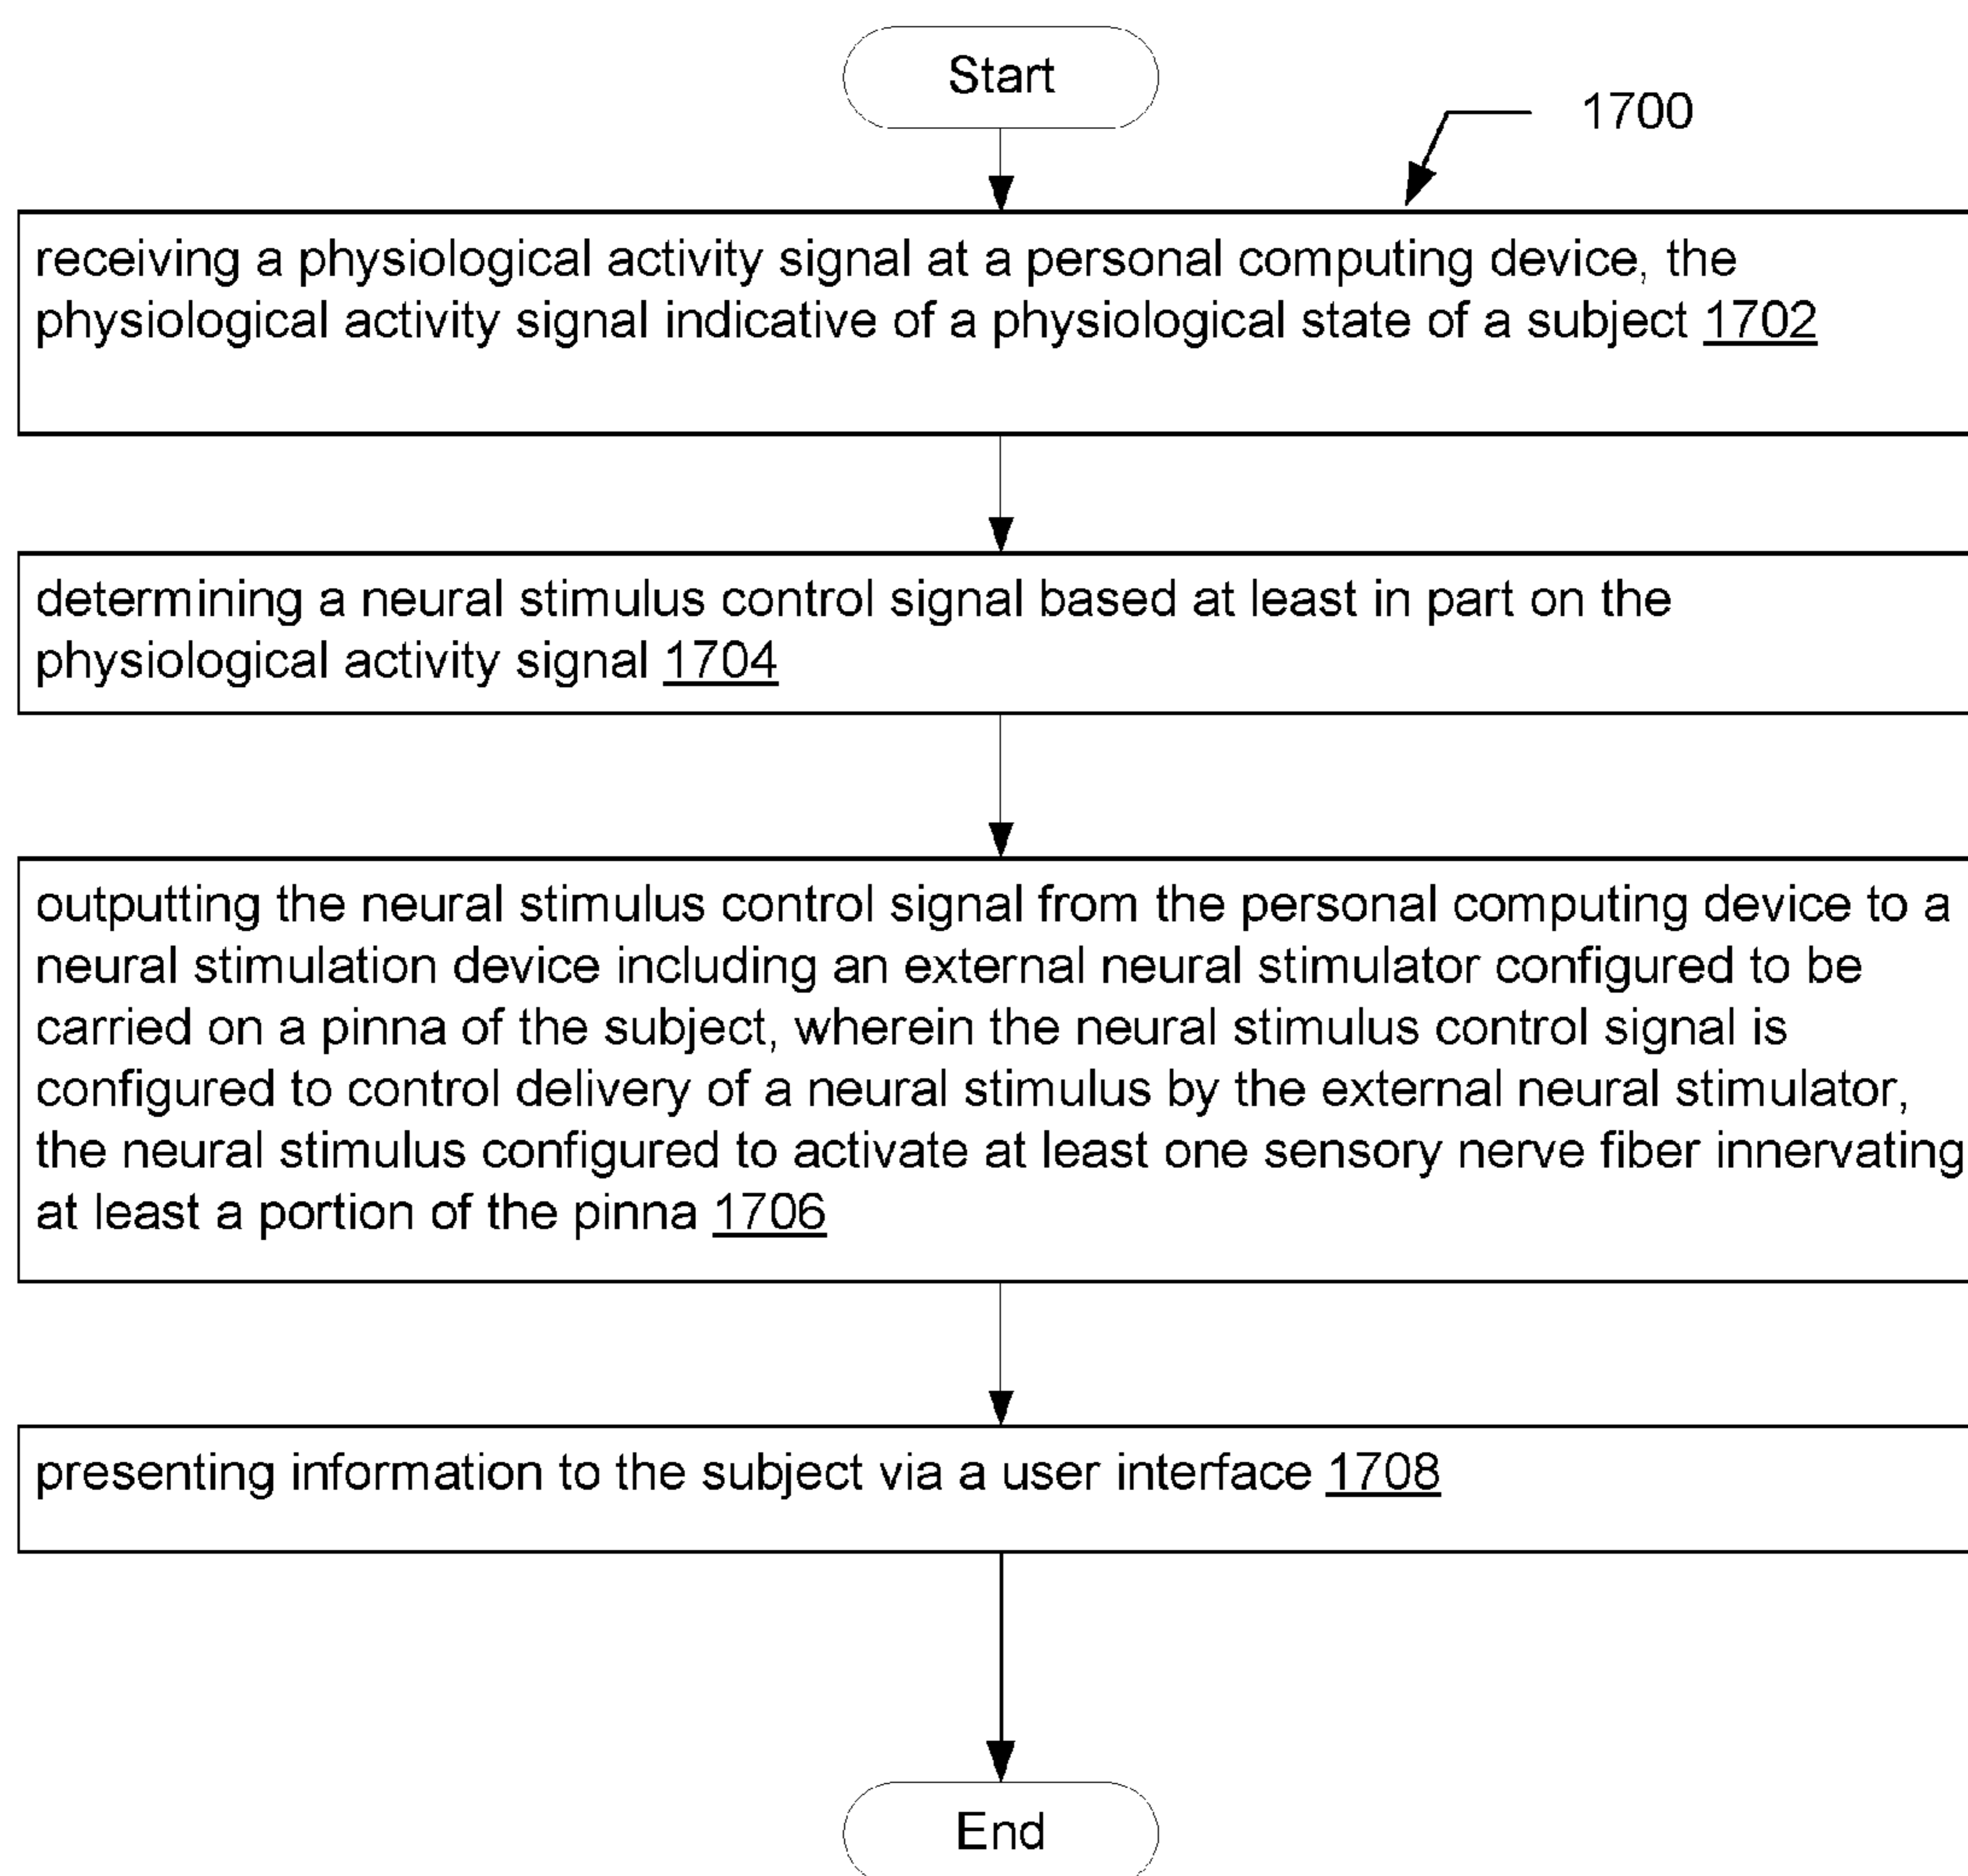 Start
1700
receiving a physiological activity signal at a personal computing device, the
physiological activity signal indicative of a physiological state of a subject 1702
determining a neural stimulus control signal based at least in part on the
physiological activity signal 1704
outputting the neural stimulus control signal from the personal computing device to a
neural stimulation device including an external neural stimulator configured to be
carried on a pinna of the subject, wherein the neural stimulus control signal is
configured to control delivery of a neural stimulus by the external neural stimulator,
the neural stimulus configured to activate at least one sensory nerve fiber innervating
at least a portion of the pinna 1706
presenting information to the subject via a user interface 1708
End